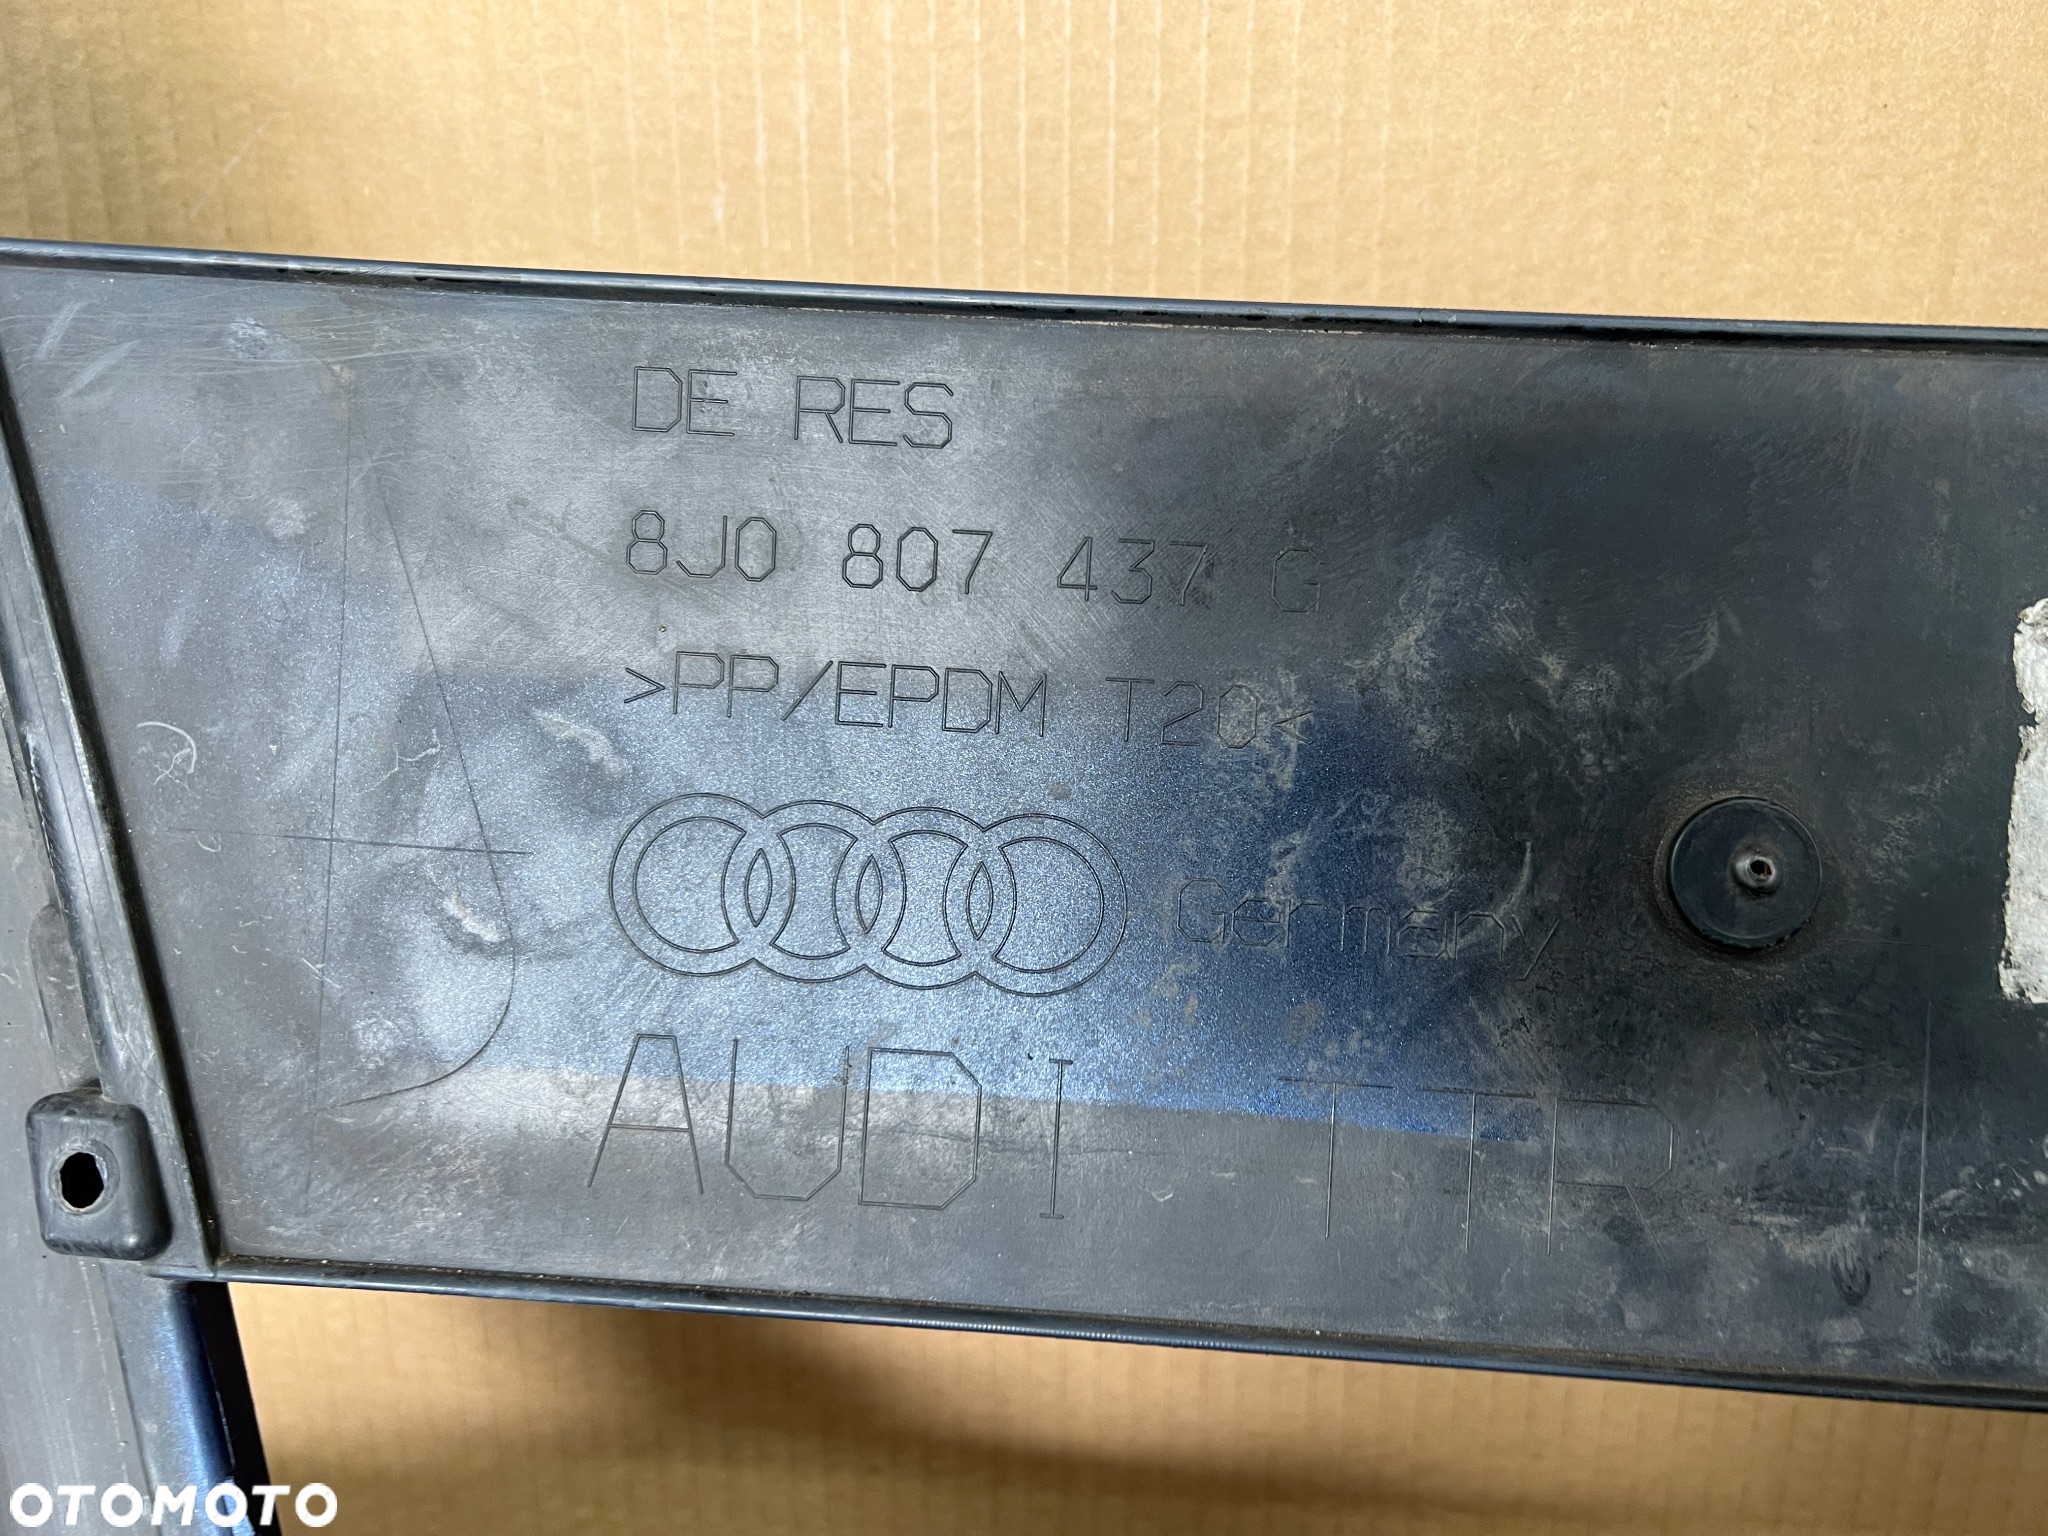 DE RES
8J0 807 437 G
>PP/EPDM T20<
Germany
AUDI TTR
OTOMOTO